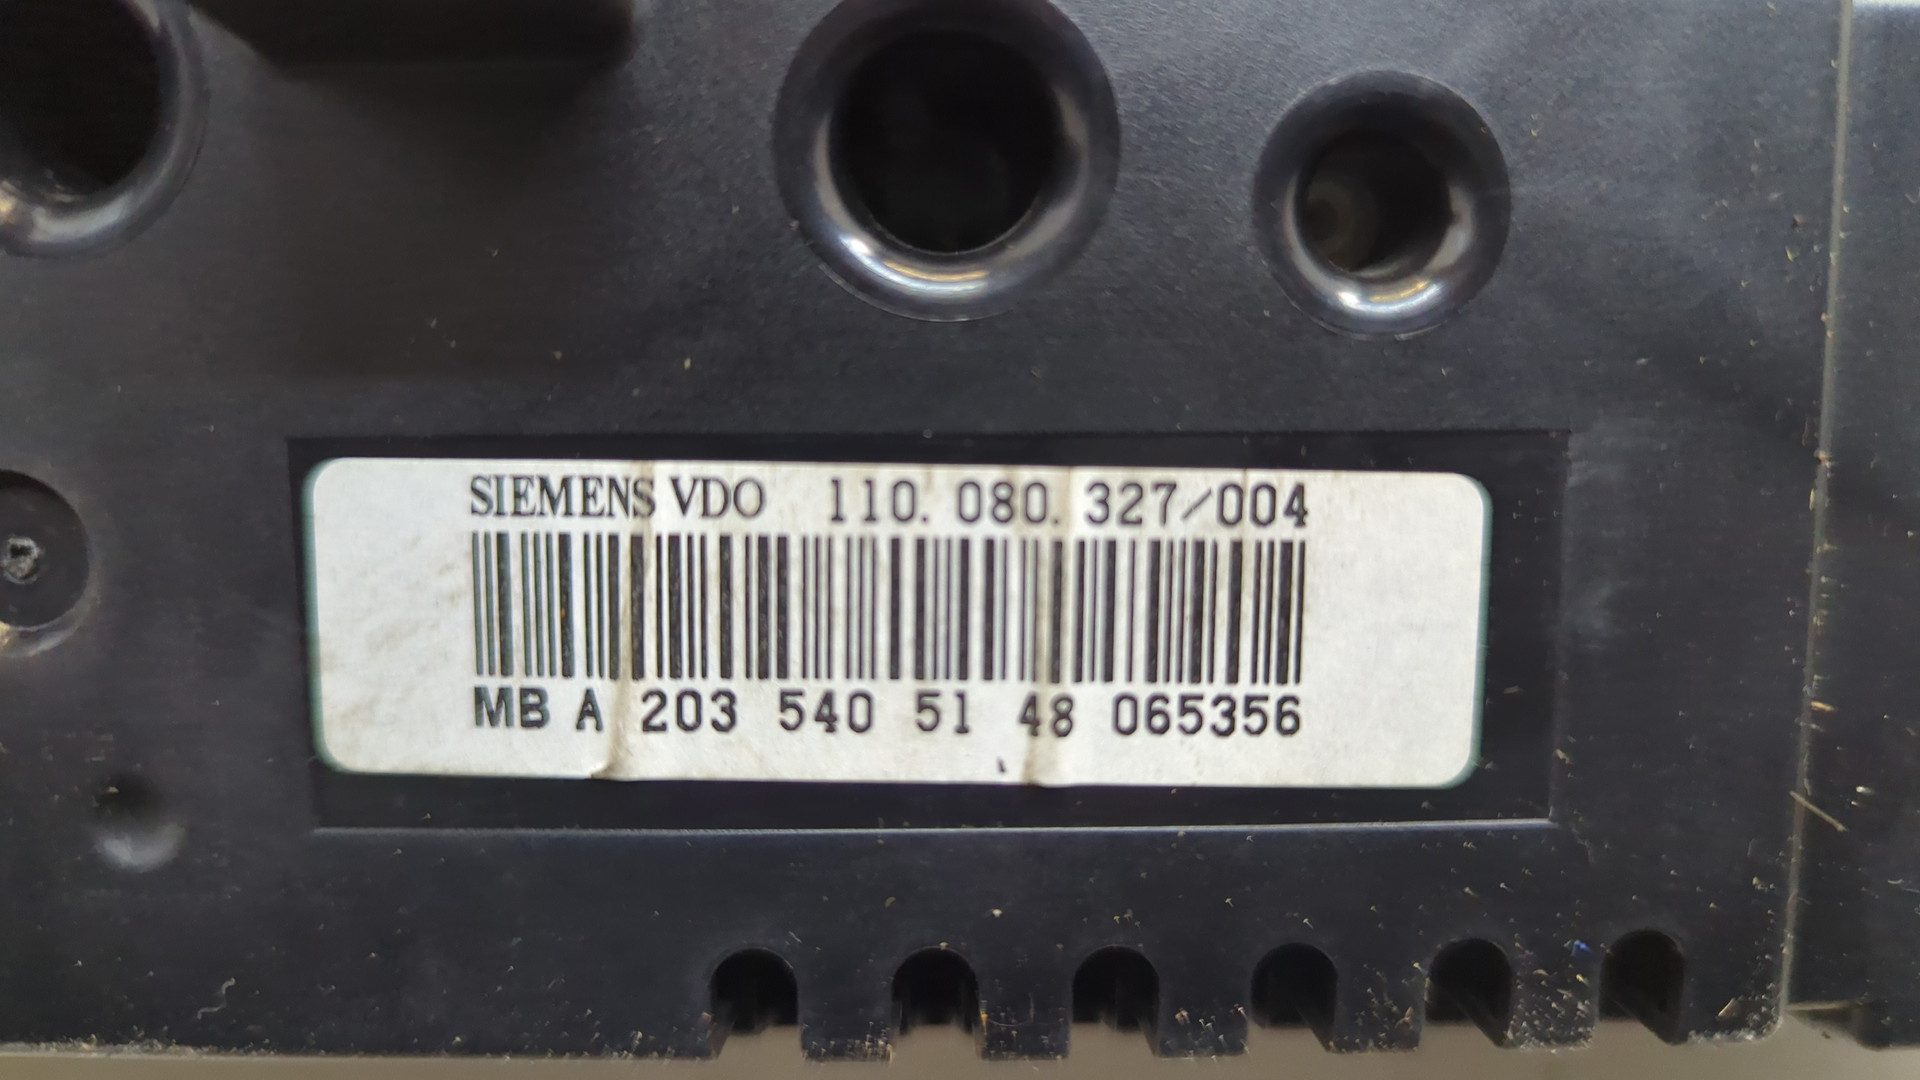 SIEMENS VDO 110. 080. 327/004
MB A 203 540 51 48 065356